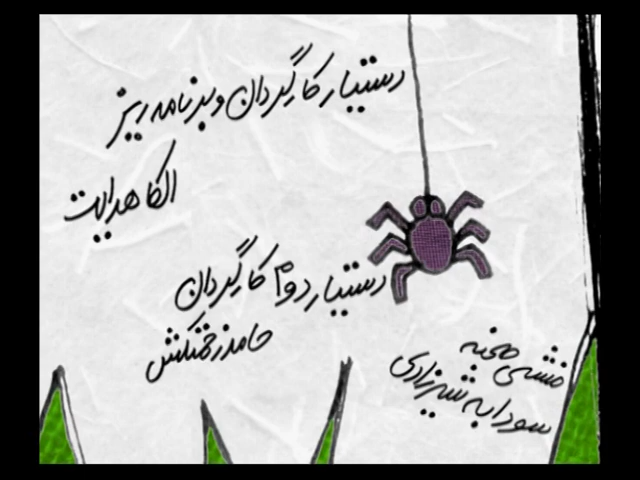 دستیار کارگردان و برنامه ریز
الکا هدایت
دستیار دوم کارگردان
حامد زحمتکش
منشی صحنه
سودابه شیرزادی